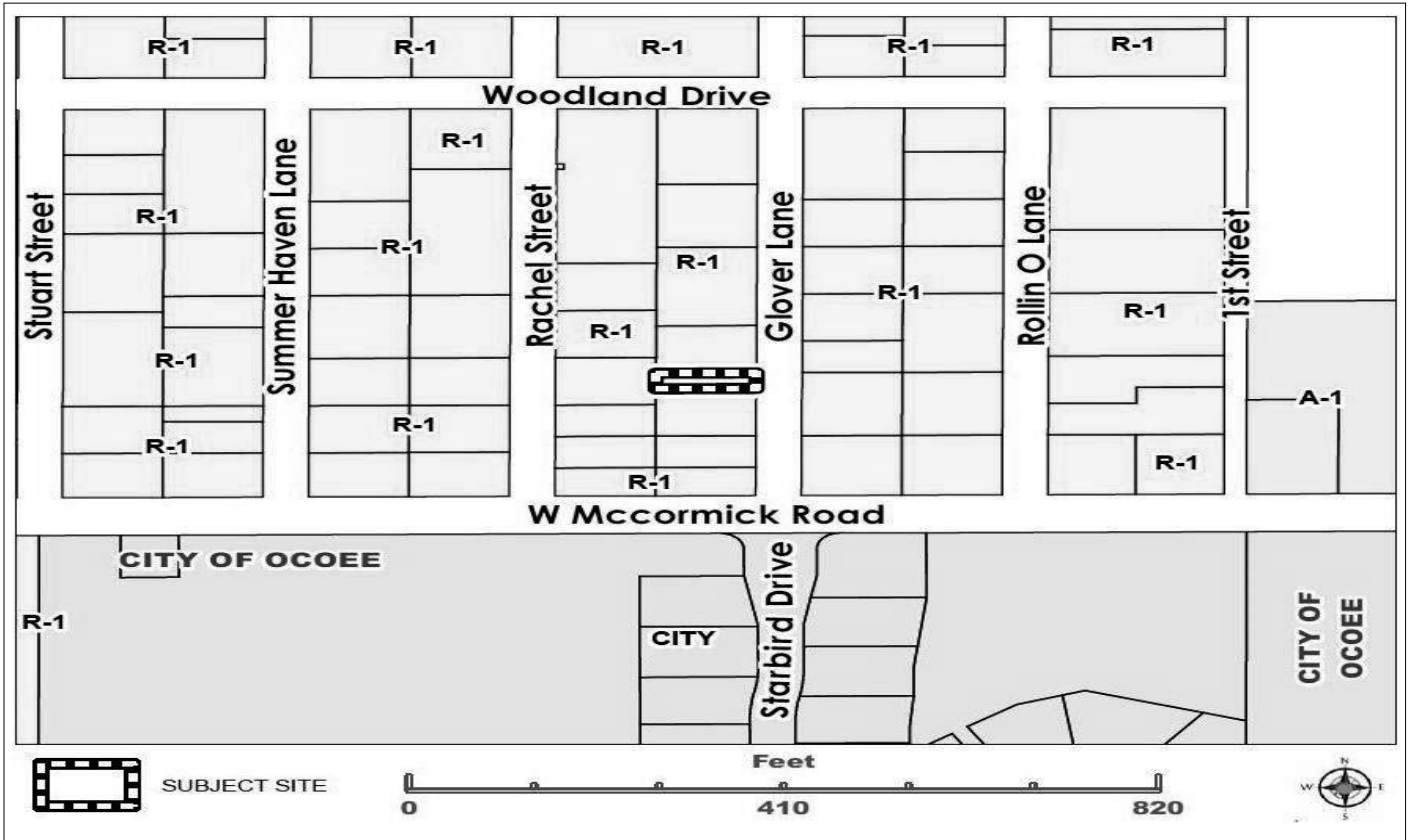 R-1
R-1
R-1
R-1
R-1
Woodland Drive
R-1
Stuart Street
R-1
Summer Haven Lane
R-1
Rachel Street
R-1
Glover Lane
R-1
Rollin O Lane
1st.Street
R-1
R-1
R-1
A-1
R-1
R-1
R-1
R-1
W Mccormick Road
CITY OF OCOEE
R-1
CITY
Starbird Drive
CITY OF
OCOEE
SUBJECT SITE
Feet
0
410
820
N
W
E
S